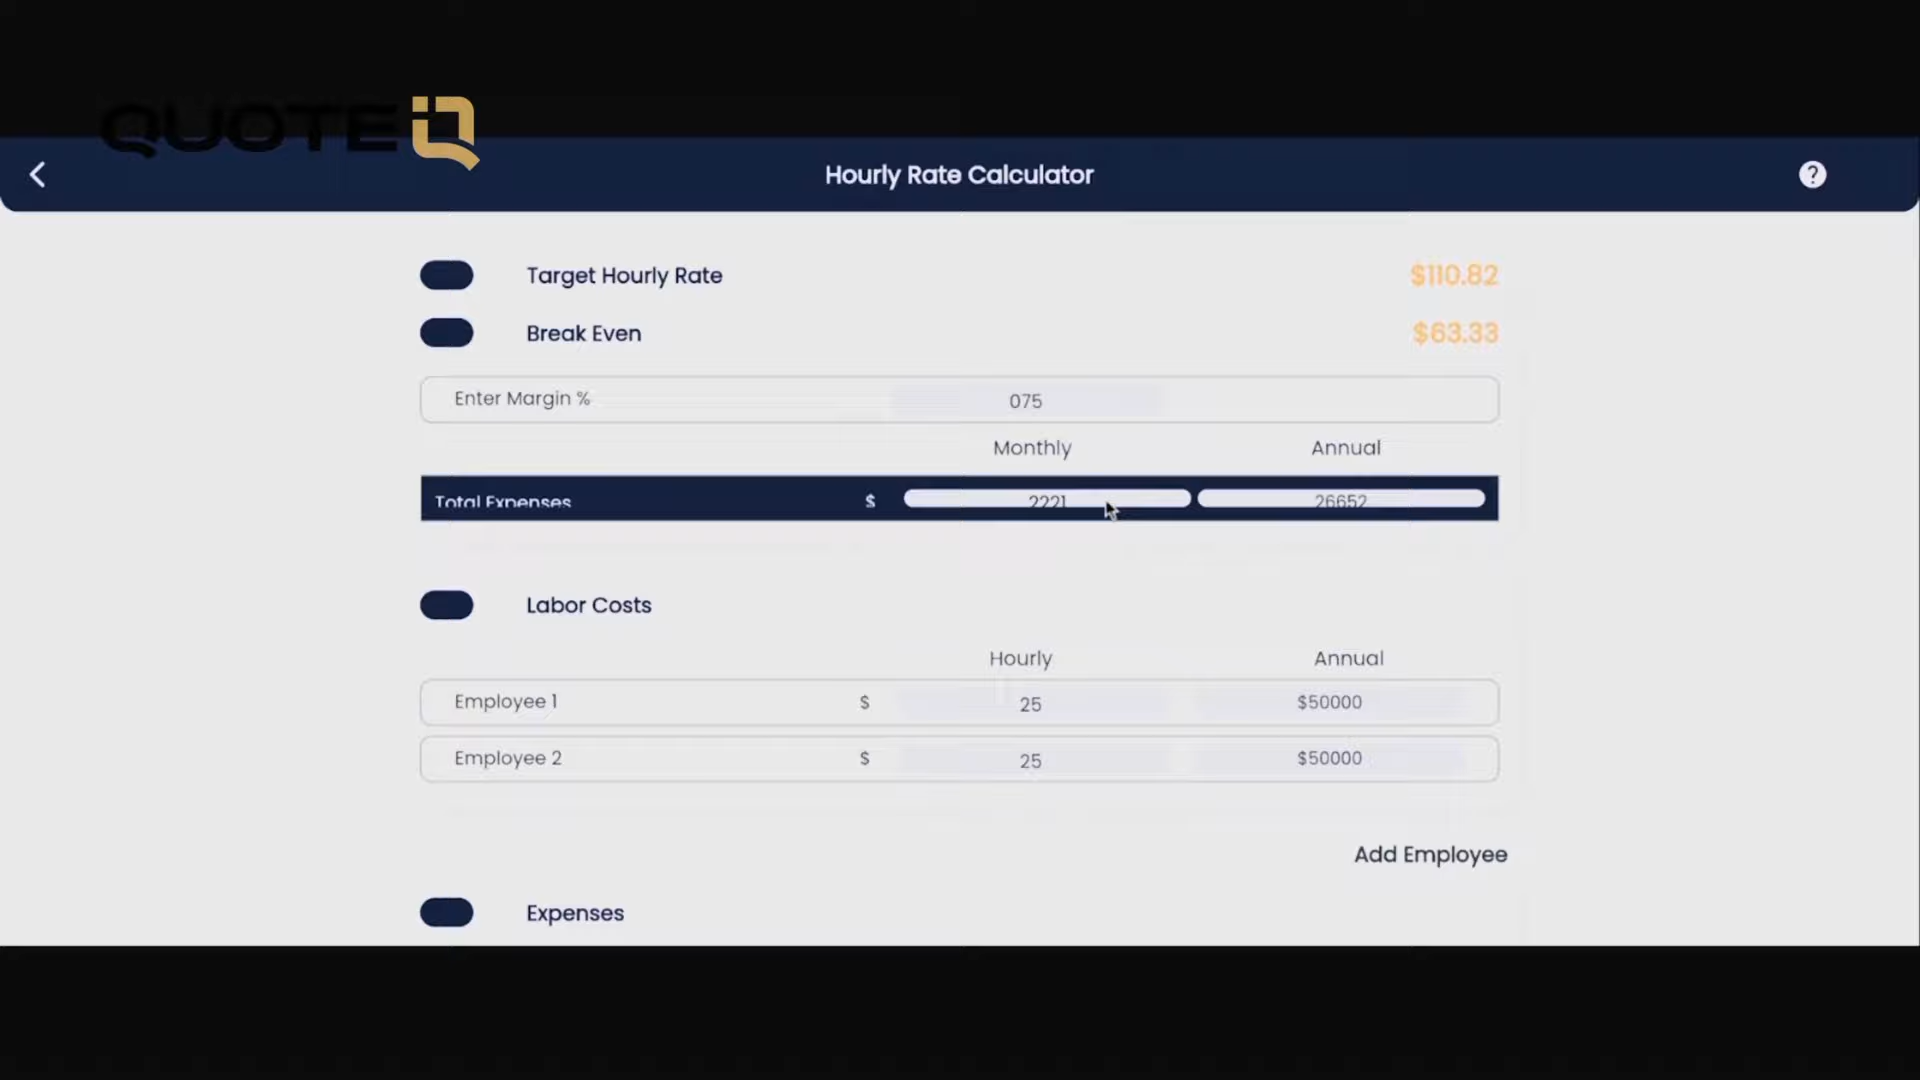 QUOTE iQ
Hourly Rate Calculator
?
Target Hourly Rate $110.82
Break Even $63.33
Enter Margin % 075
Monthly Annual
Total Expenses $ 2221 26652
Labor Costs
Hourly Annual
Employee 1 $ 25 $50000
Employee 2 $ 25 $50000
Add Employee
Expenses